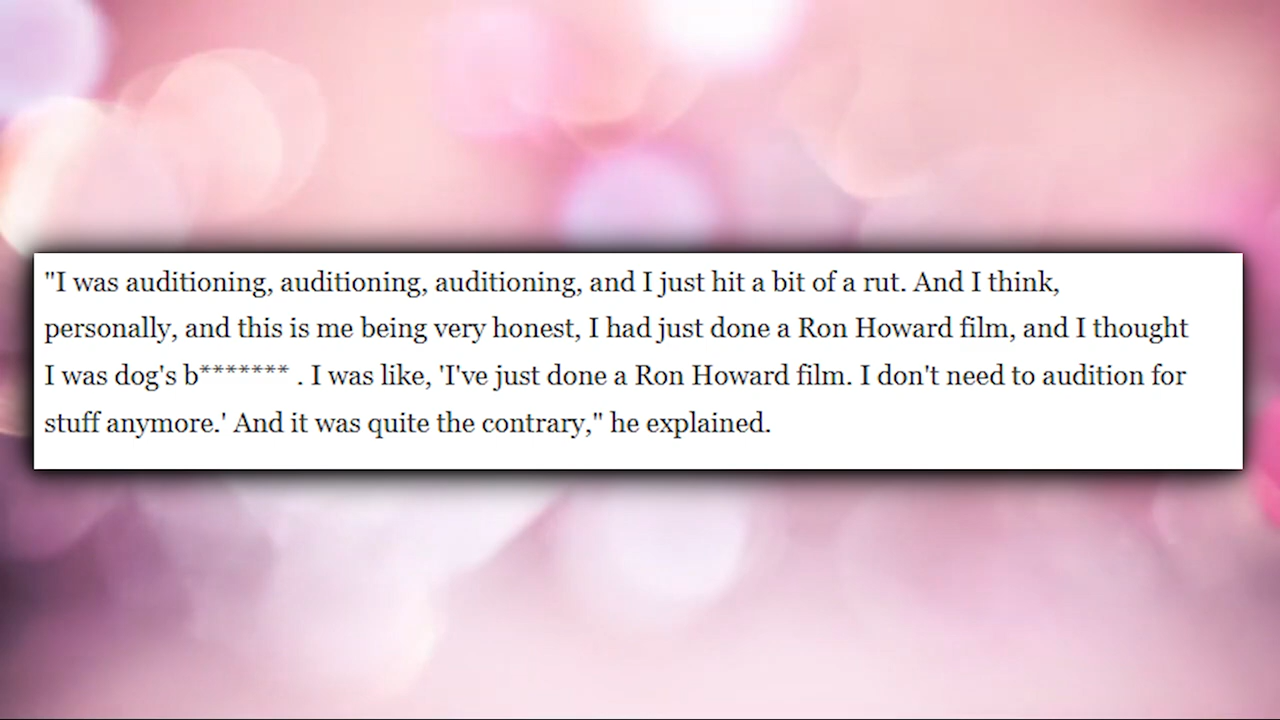 "I was auditioning, auditioning, auditioning, and I just hit a bit of a rut. And I think,
personally, and this is me being very honest, I had just done a Ron Howard film, and I thought
I was dog's b******* . I was like, 'I've just done a Ron Howard film. I don't need to audition for
stuff anymore.' And it was quite the contrary," he explained.